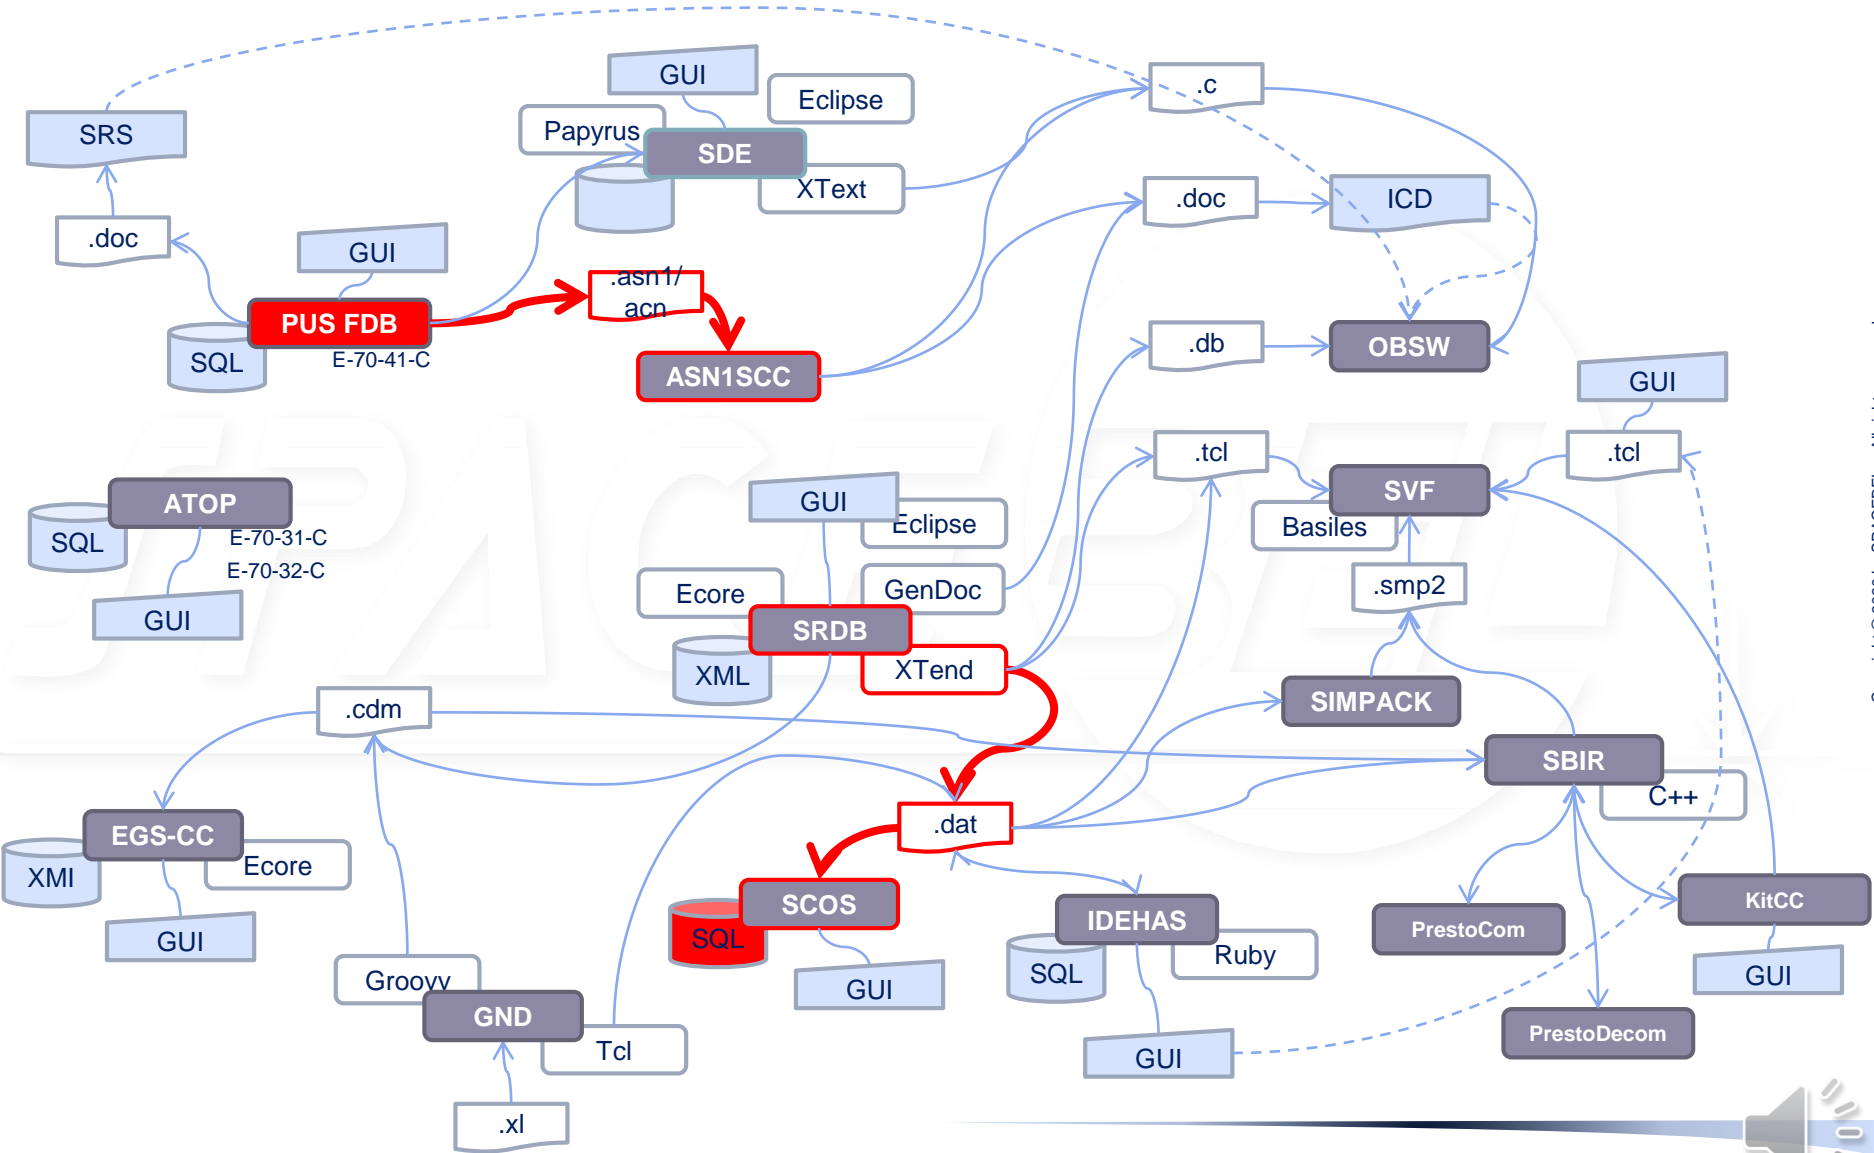 GUI
Eclipse
.c
SRS
Papyrus
SDE
XText
.doc
ICD
.doc
GUI
GUI
.asn1/
acn
PUS FDB
SQL
E-70-41-C
ASN1SCC
.db
OBSW
GUI
.tcl
.tcl
SVF
Basiles
ATOP
SQL
E-70-31-C
E-70-32-C
GUI
GUI
Eclipse
Ecore
GenDoc
SRDB
XML
XTend
.smp2
SIMPACK
.cdm
SBIR
C++
EGS-CC
XMI
Ecore
GUI
.dat
SCOS
SQL
GUI
IDEHAS
SQL
Ruby
GUI
PrestoCom
KitCC
GUI
PrestoDecom
Groovy
GND
Tcl
.xl
SPACEBEL